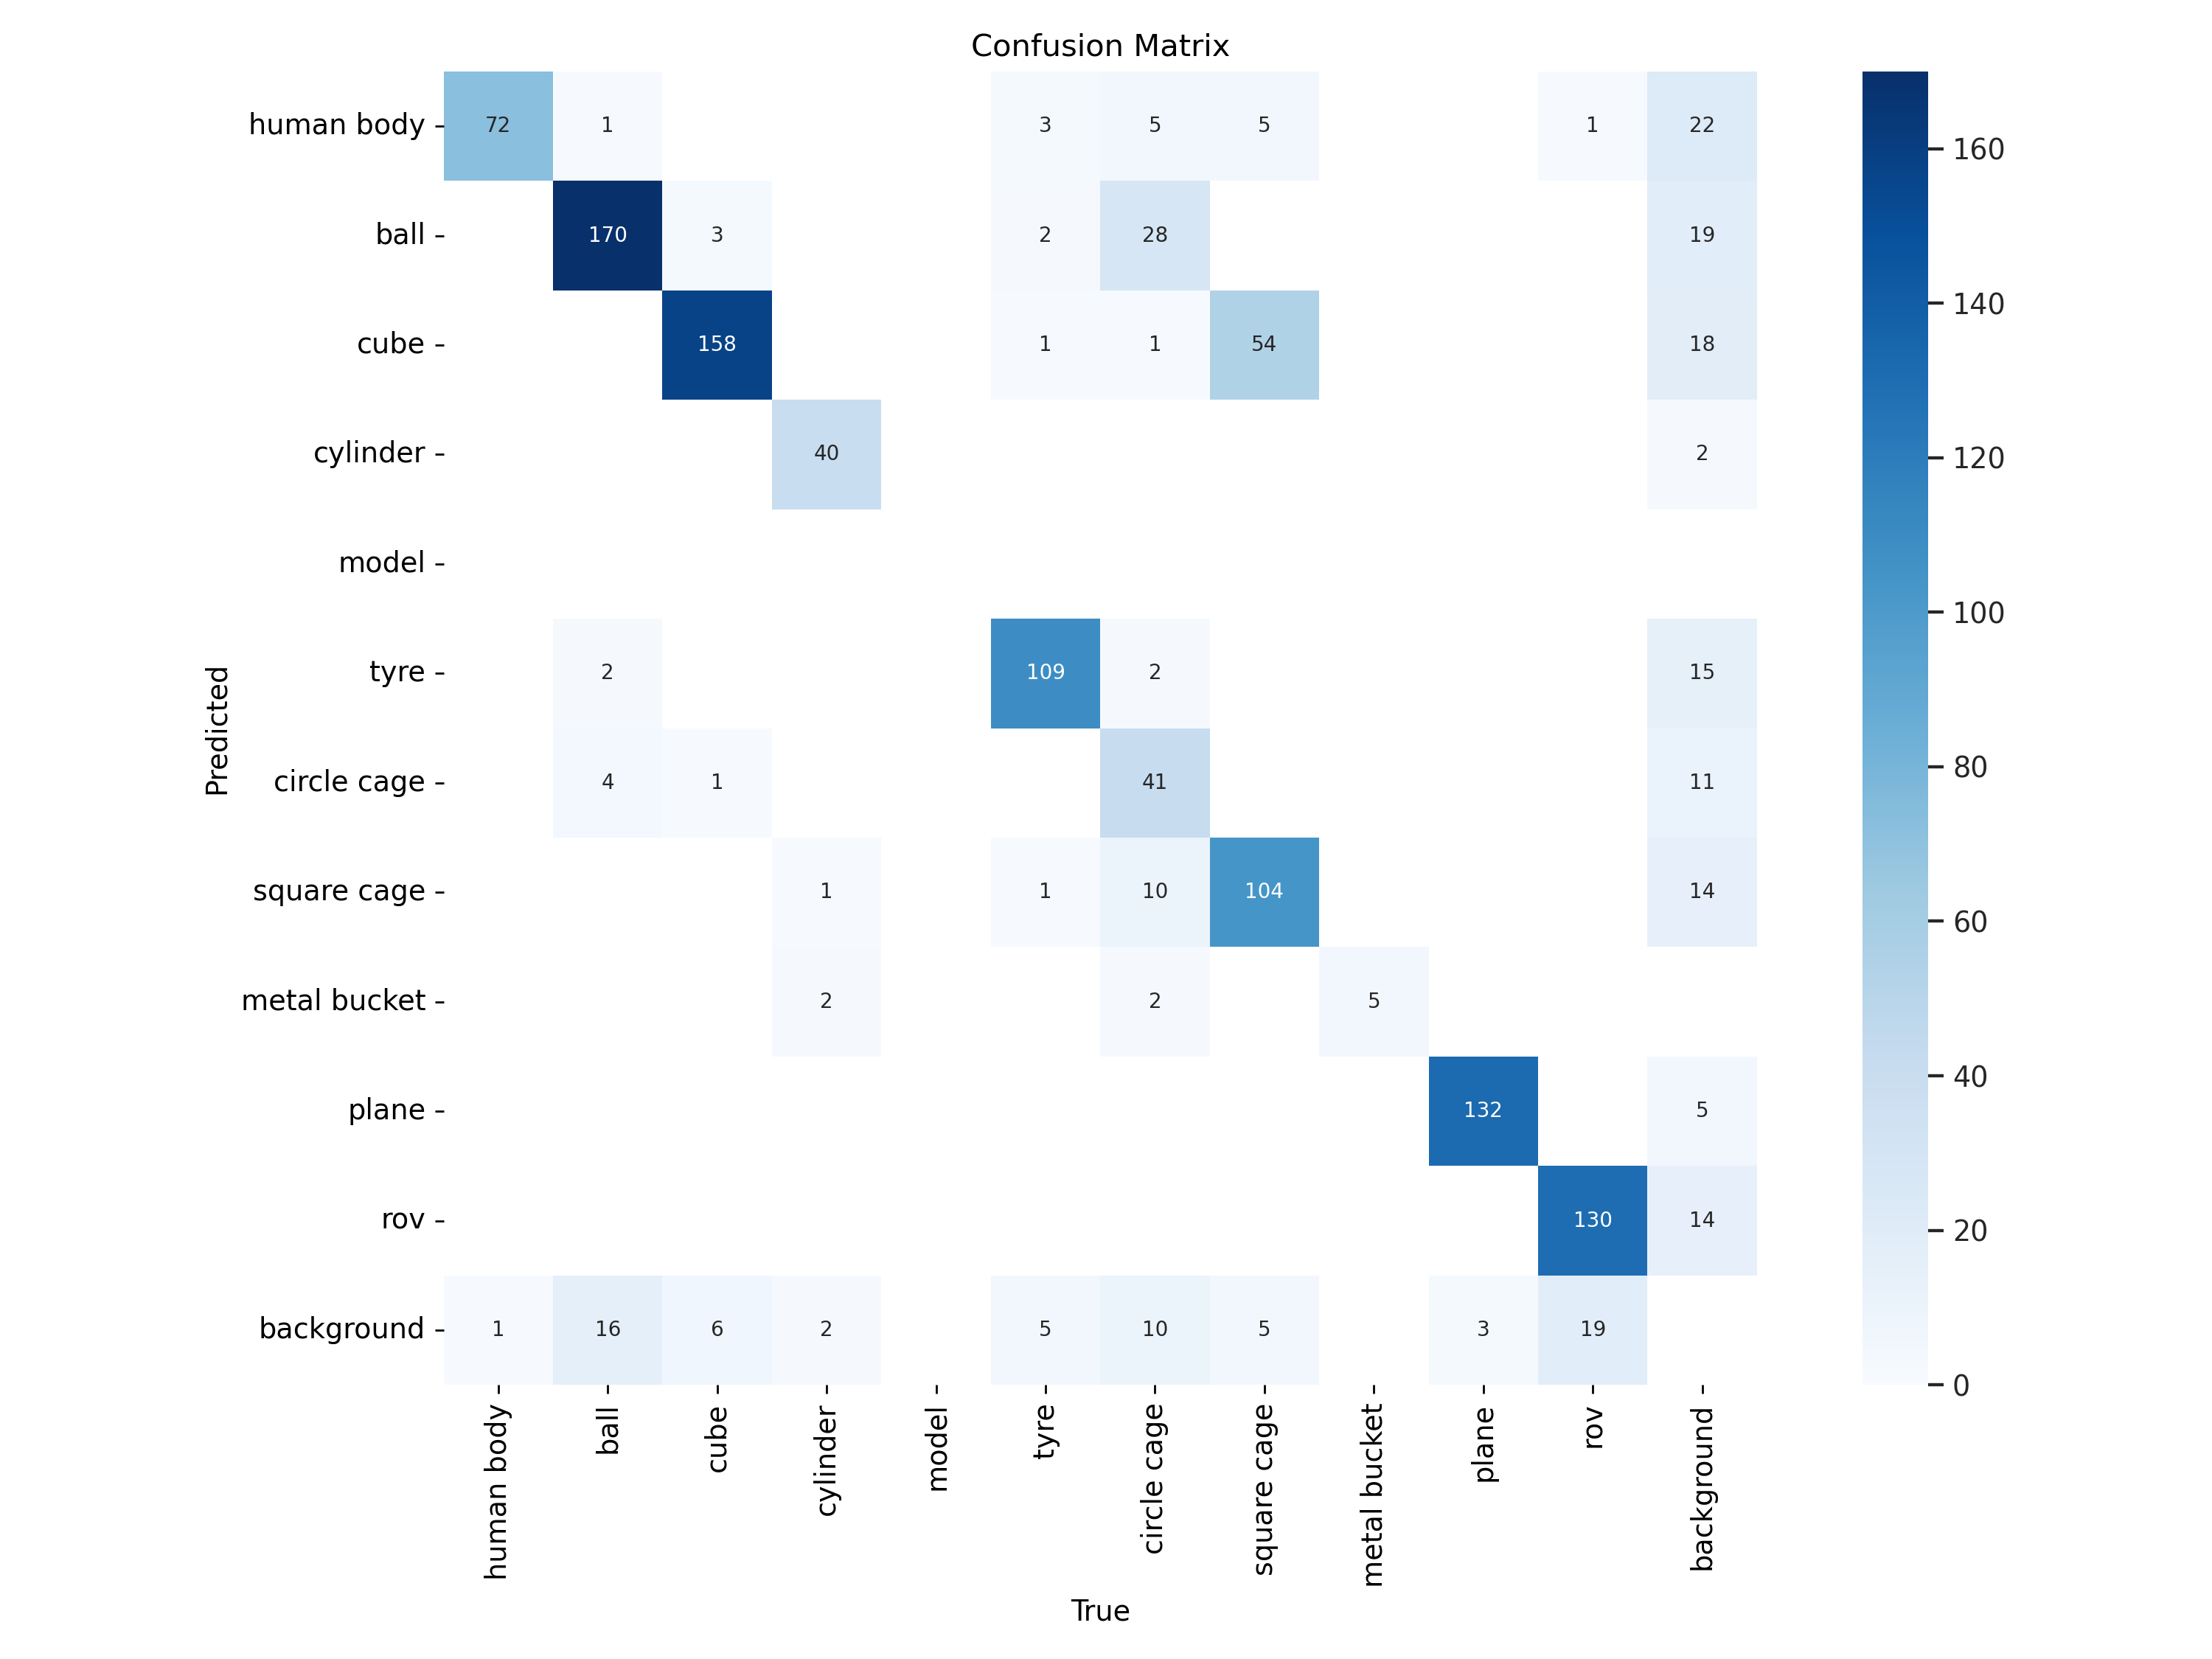 Confusion Matrix
human body 72 1 3 5 5 1 22
ball 170 3 2 28 19
cube 158 1 1 54 18
cylinder 40 2
model
tyre 2 109 2 15
circle cage 4 1 41 11
square cage 1 1 10 104 14
metal bucket 2 2 5
plane 132 5
rov 130 14
background 1 16 6 2 5 10 5 3 19
Predicted
human body ball cube cylinder model tyre circle cage square cage metal bucket plane rov background
True
160
140
120
100
80
60
40
20
0